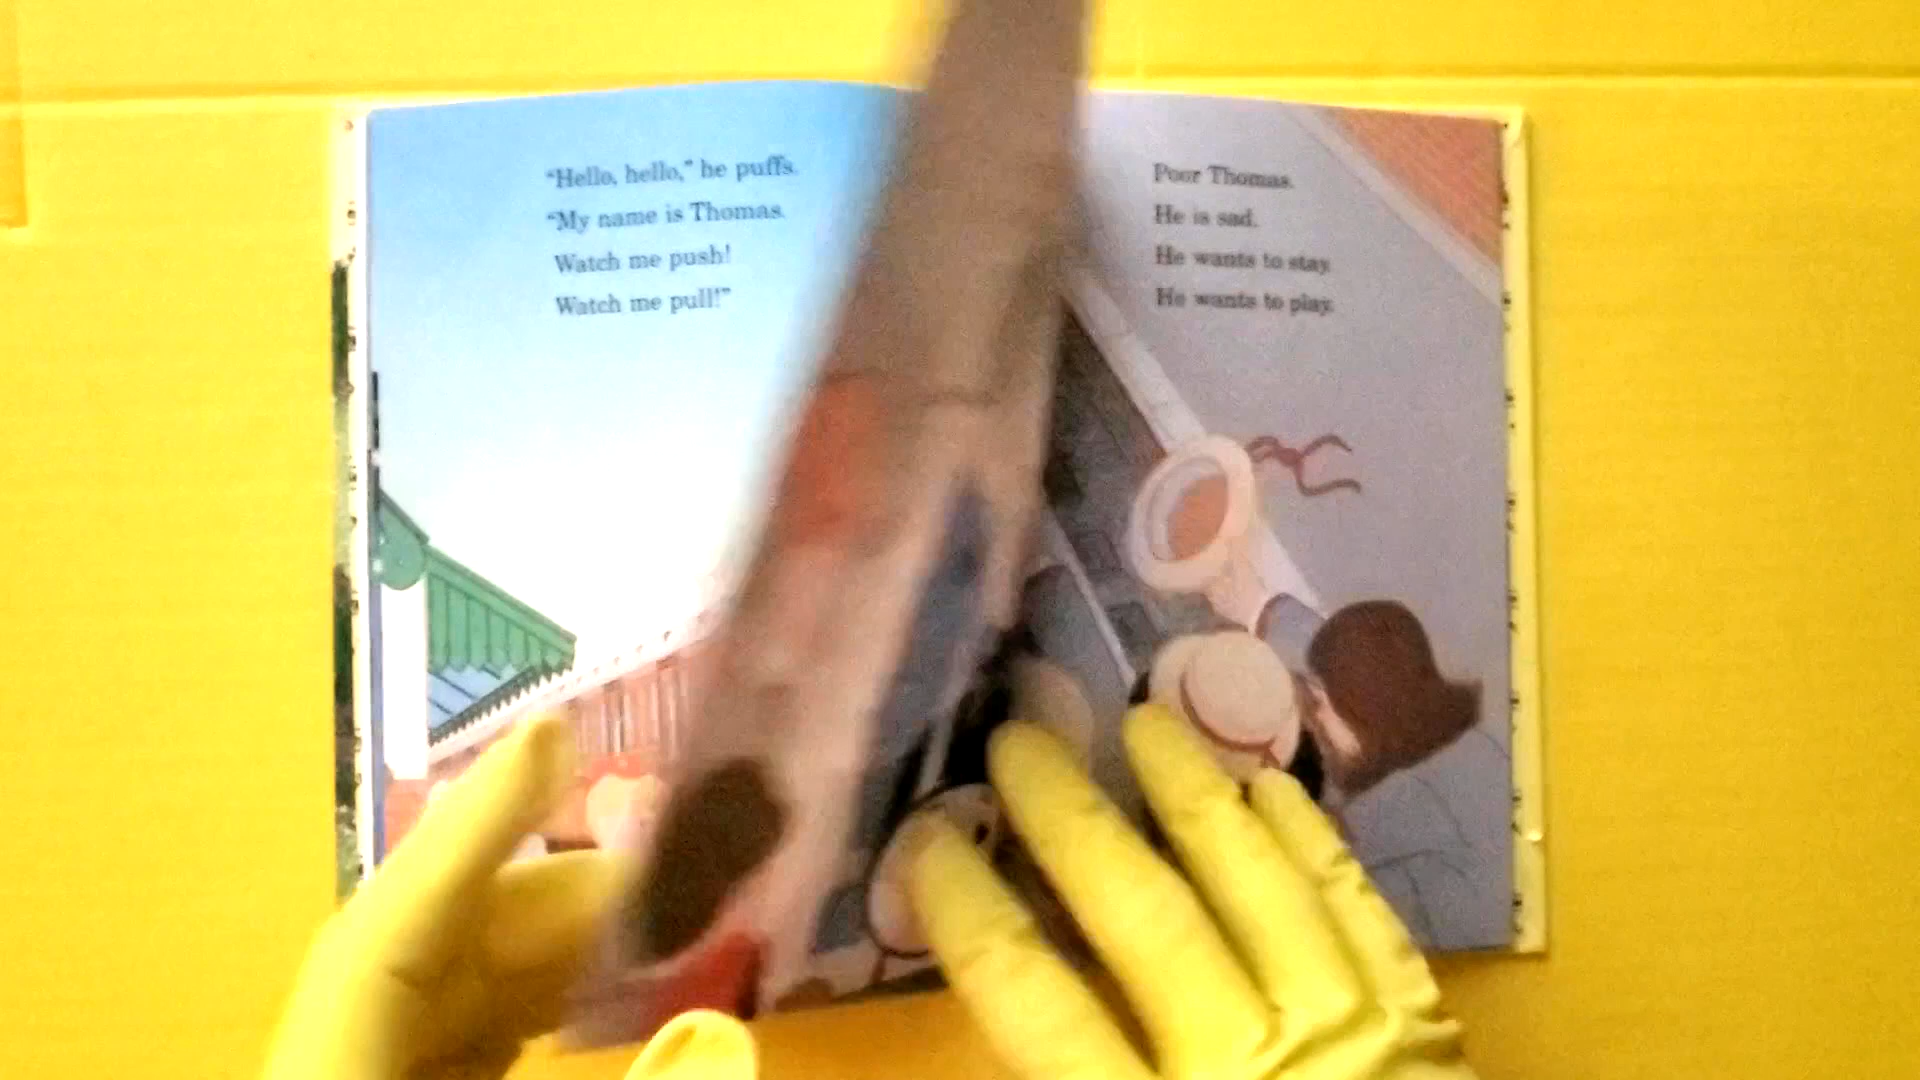 “Hello, hello,” he puffs.
“My name is Thomas.
Watch me push!
Watch me pull!”
Poor Thomas.
He is sad.
He wants to stay.
He wants to play.